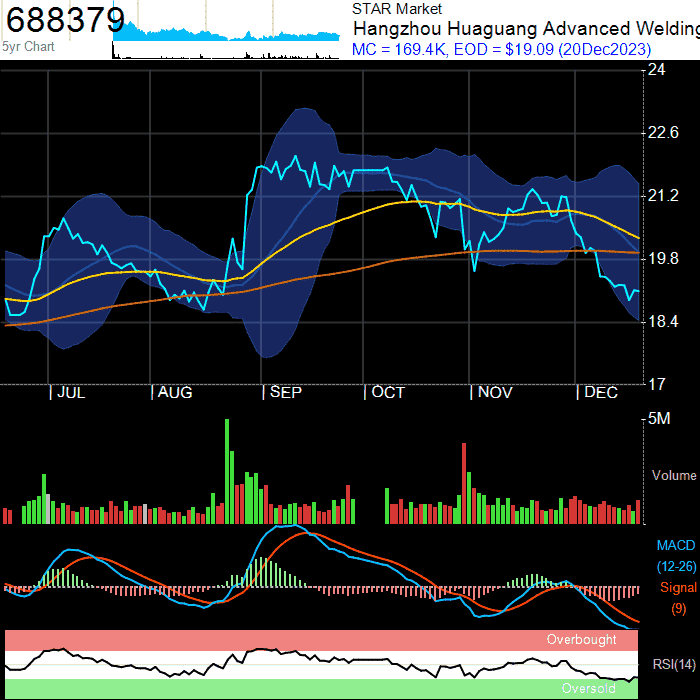 688379
5yr Chart
STAR Market
Hangzhou Huaguang Advanced Welding
MC = 169.4K, EOD = $19.09 (20Dec2023)
24
22.6
21.2
19.8
18.4
17
| JUL | AUG | SEP | OCT | NOV | DEC
5M
Volume
MACD
(12-26)
Signal
(9)
Overbought
RSI(14)
Oversold